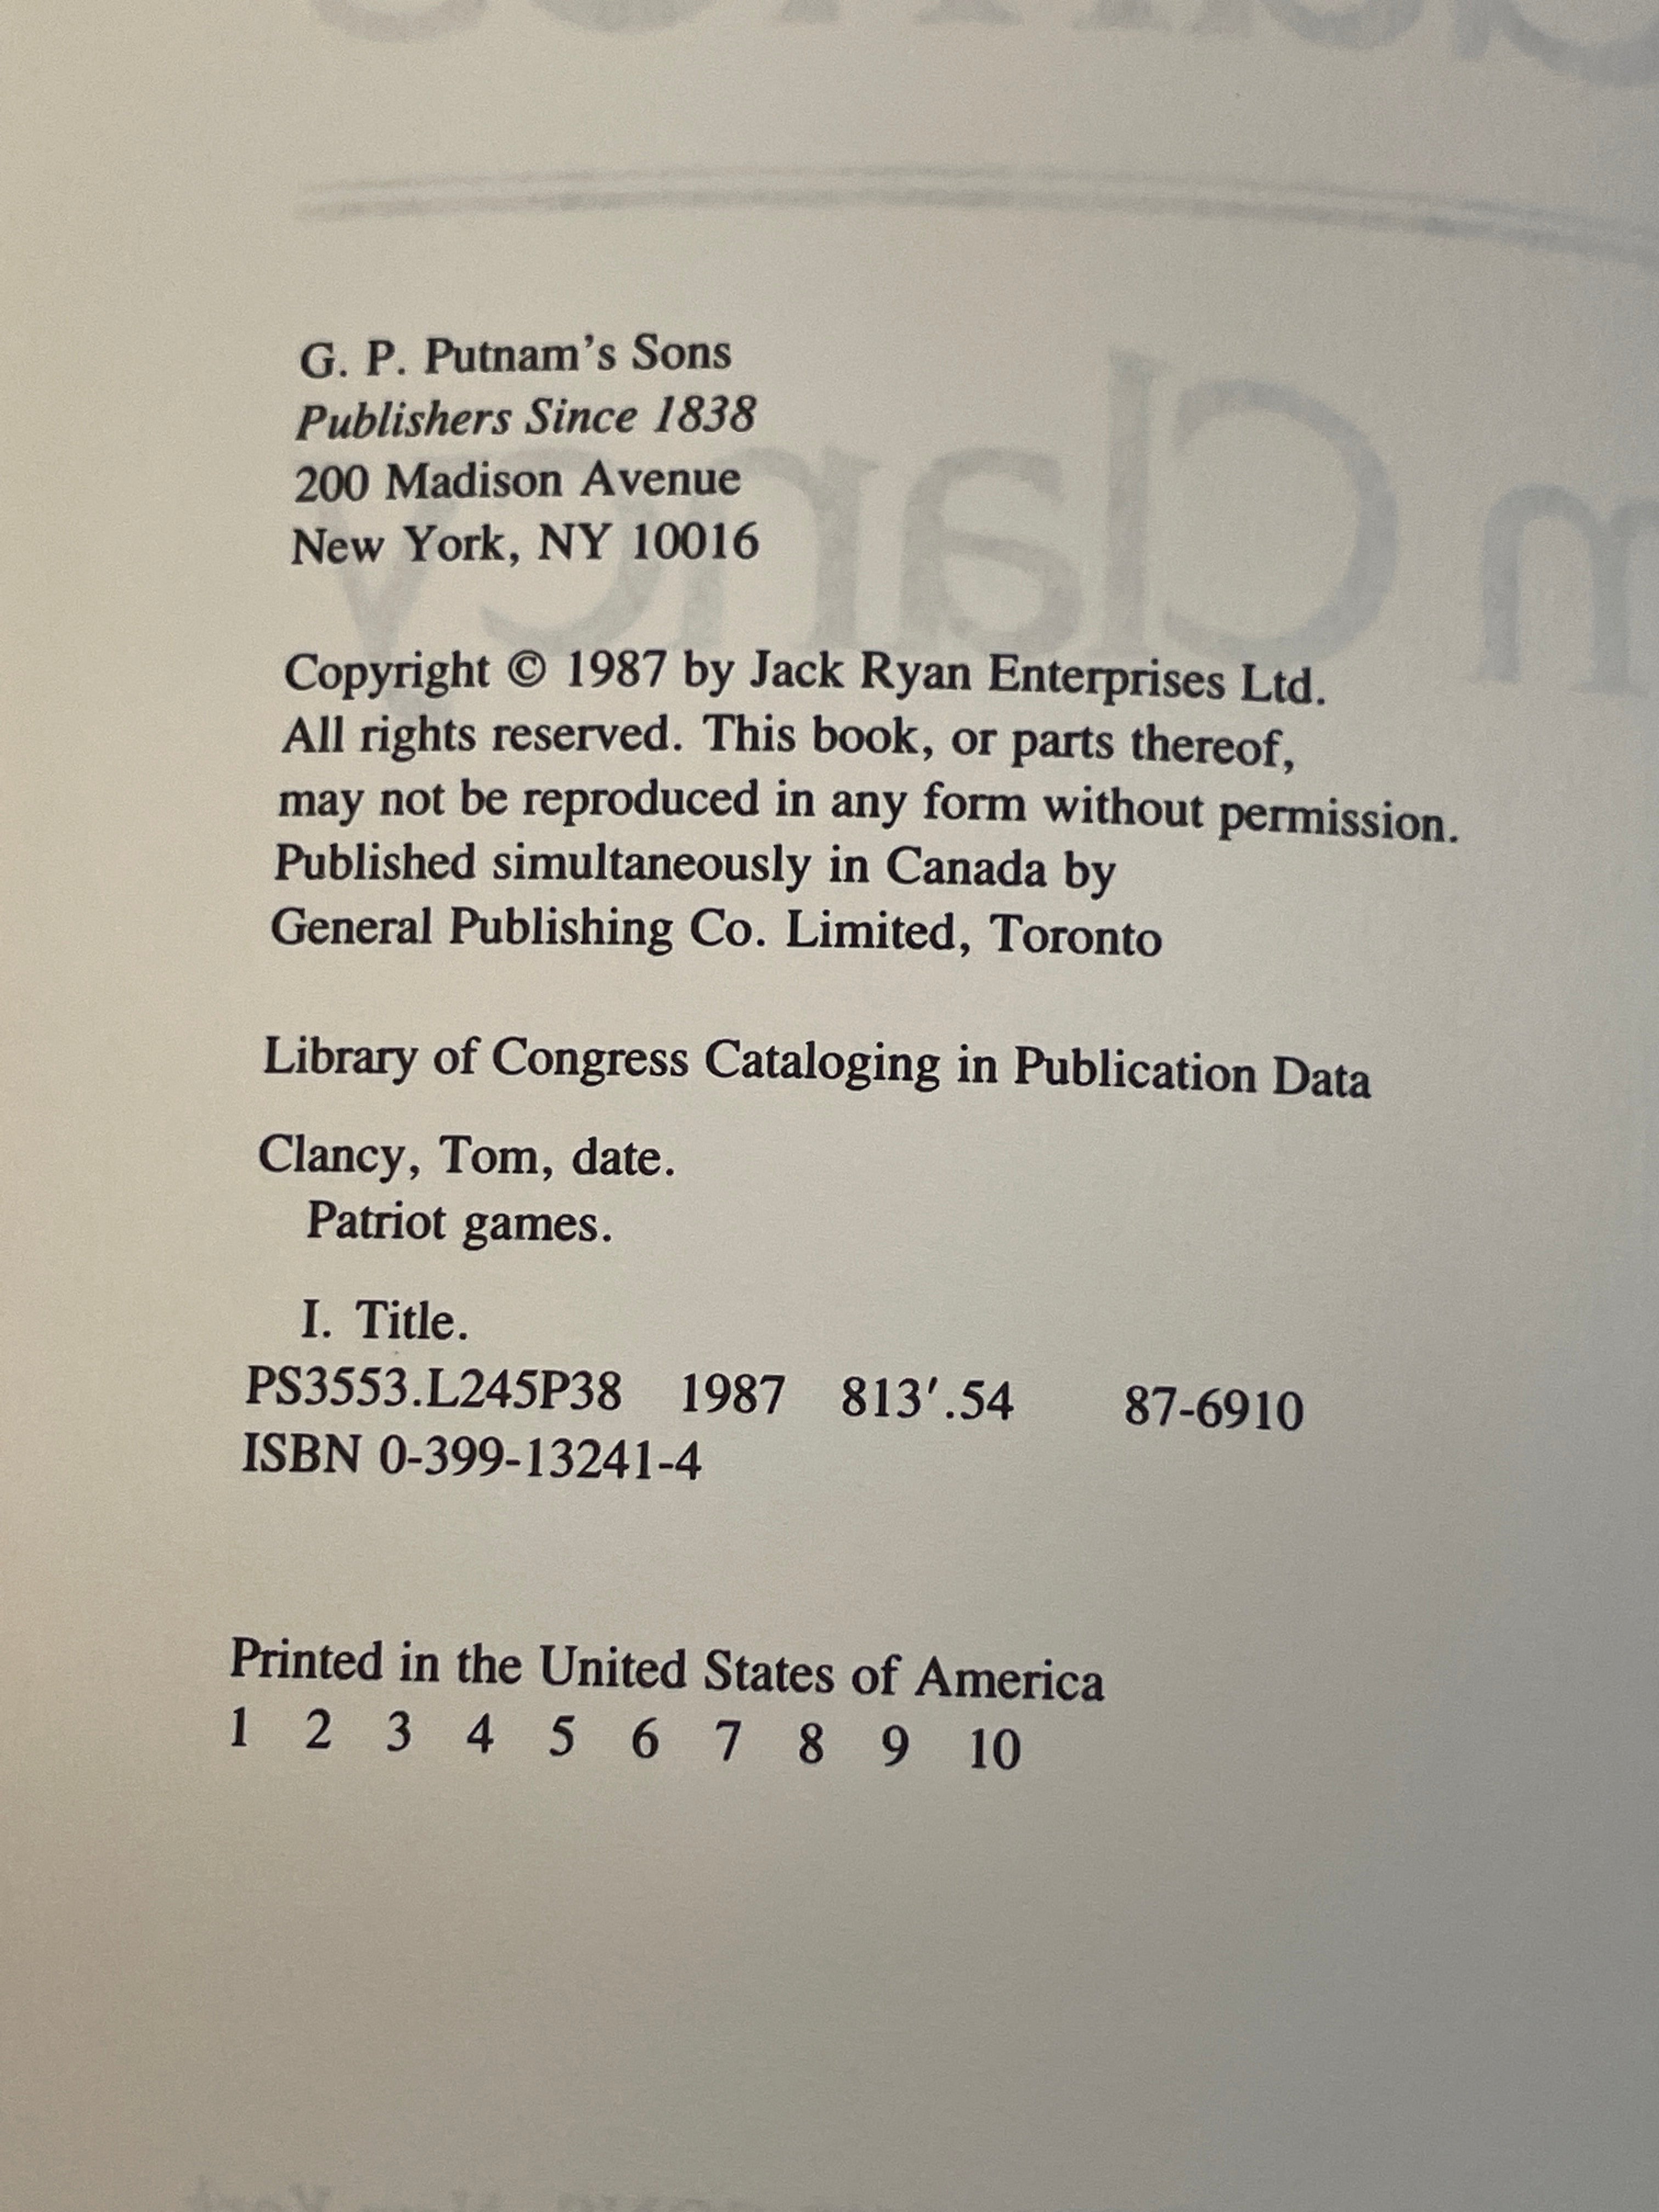 G. P. Putnam's Sons
Publishers Since 1838
200 Madison Avenue
New York, NY 10016
Copyright © 1987 by Jack Ryan Enterprises Ltd.
All rights reserved. This book, or parts thereof,
may not be reproduced in any form without permission.
Published simultaneously in Canada by
General Publishing Co. Limited, Toronto
Library of Congress Cataloging in Publication Data
Clancy, Tom, date.
Patriot games.
I. Title.
PS3553.L245P38 1987 813′.54 87-6910
ISBN 0-399-13241-4
Printed in the United States of America
1 2 3 4 5 6 7 8 9 10